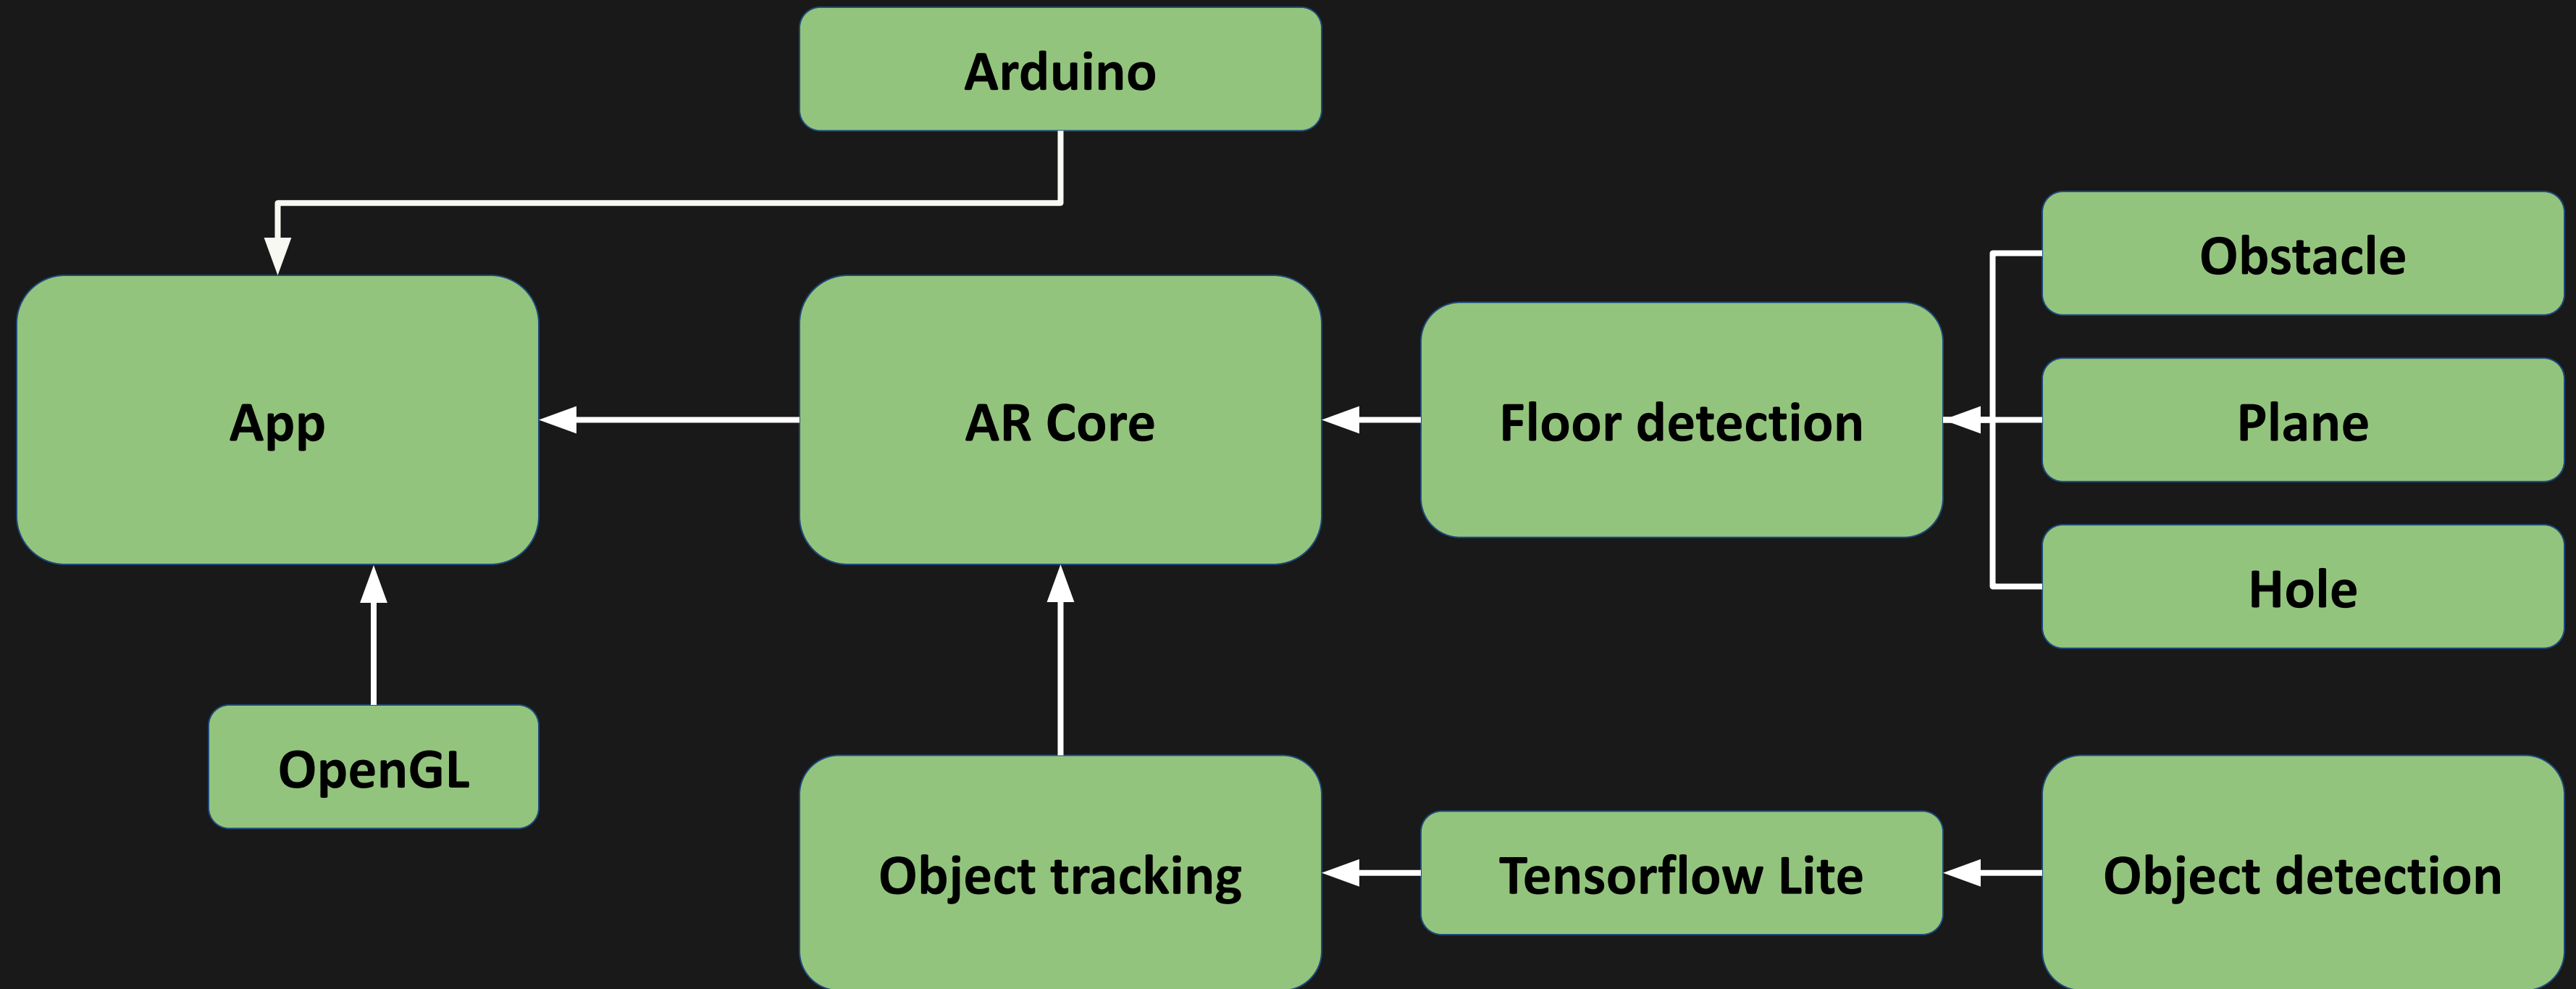 Arduino
Obstacle
App
AR Core
Floor detection
Plane
Hole
OpenGL
Object tracking
Tensorflow Lite
Object detection